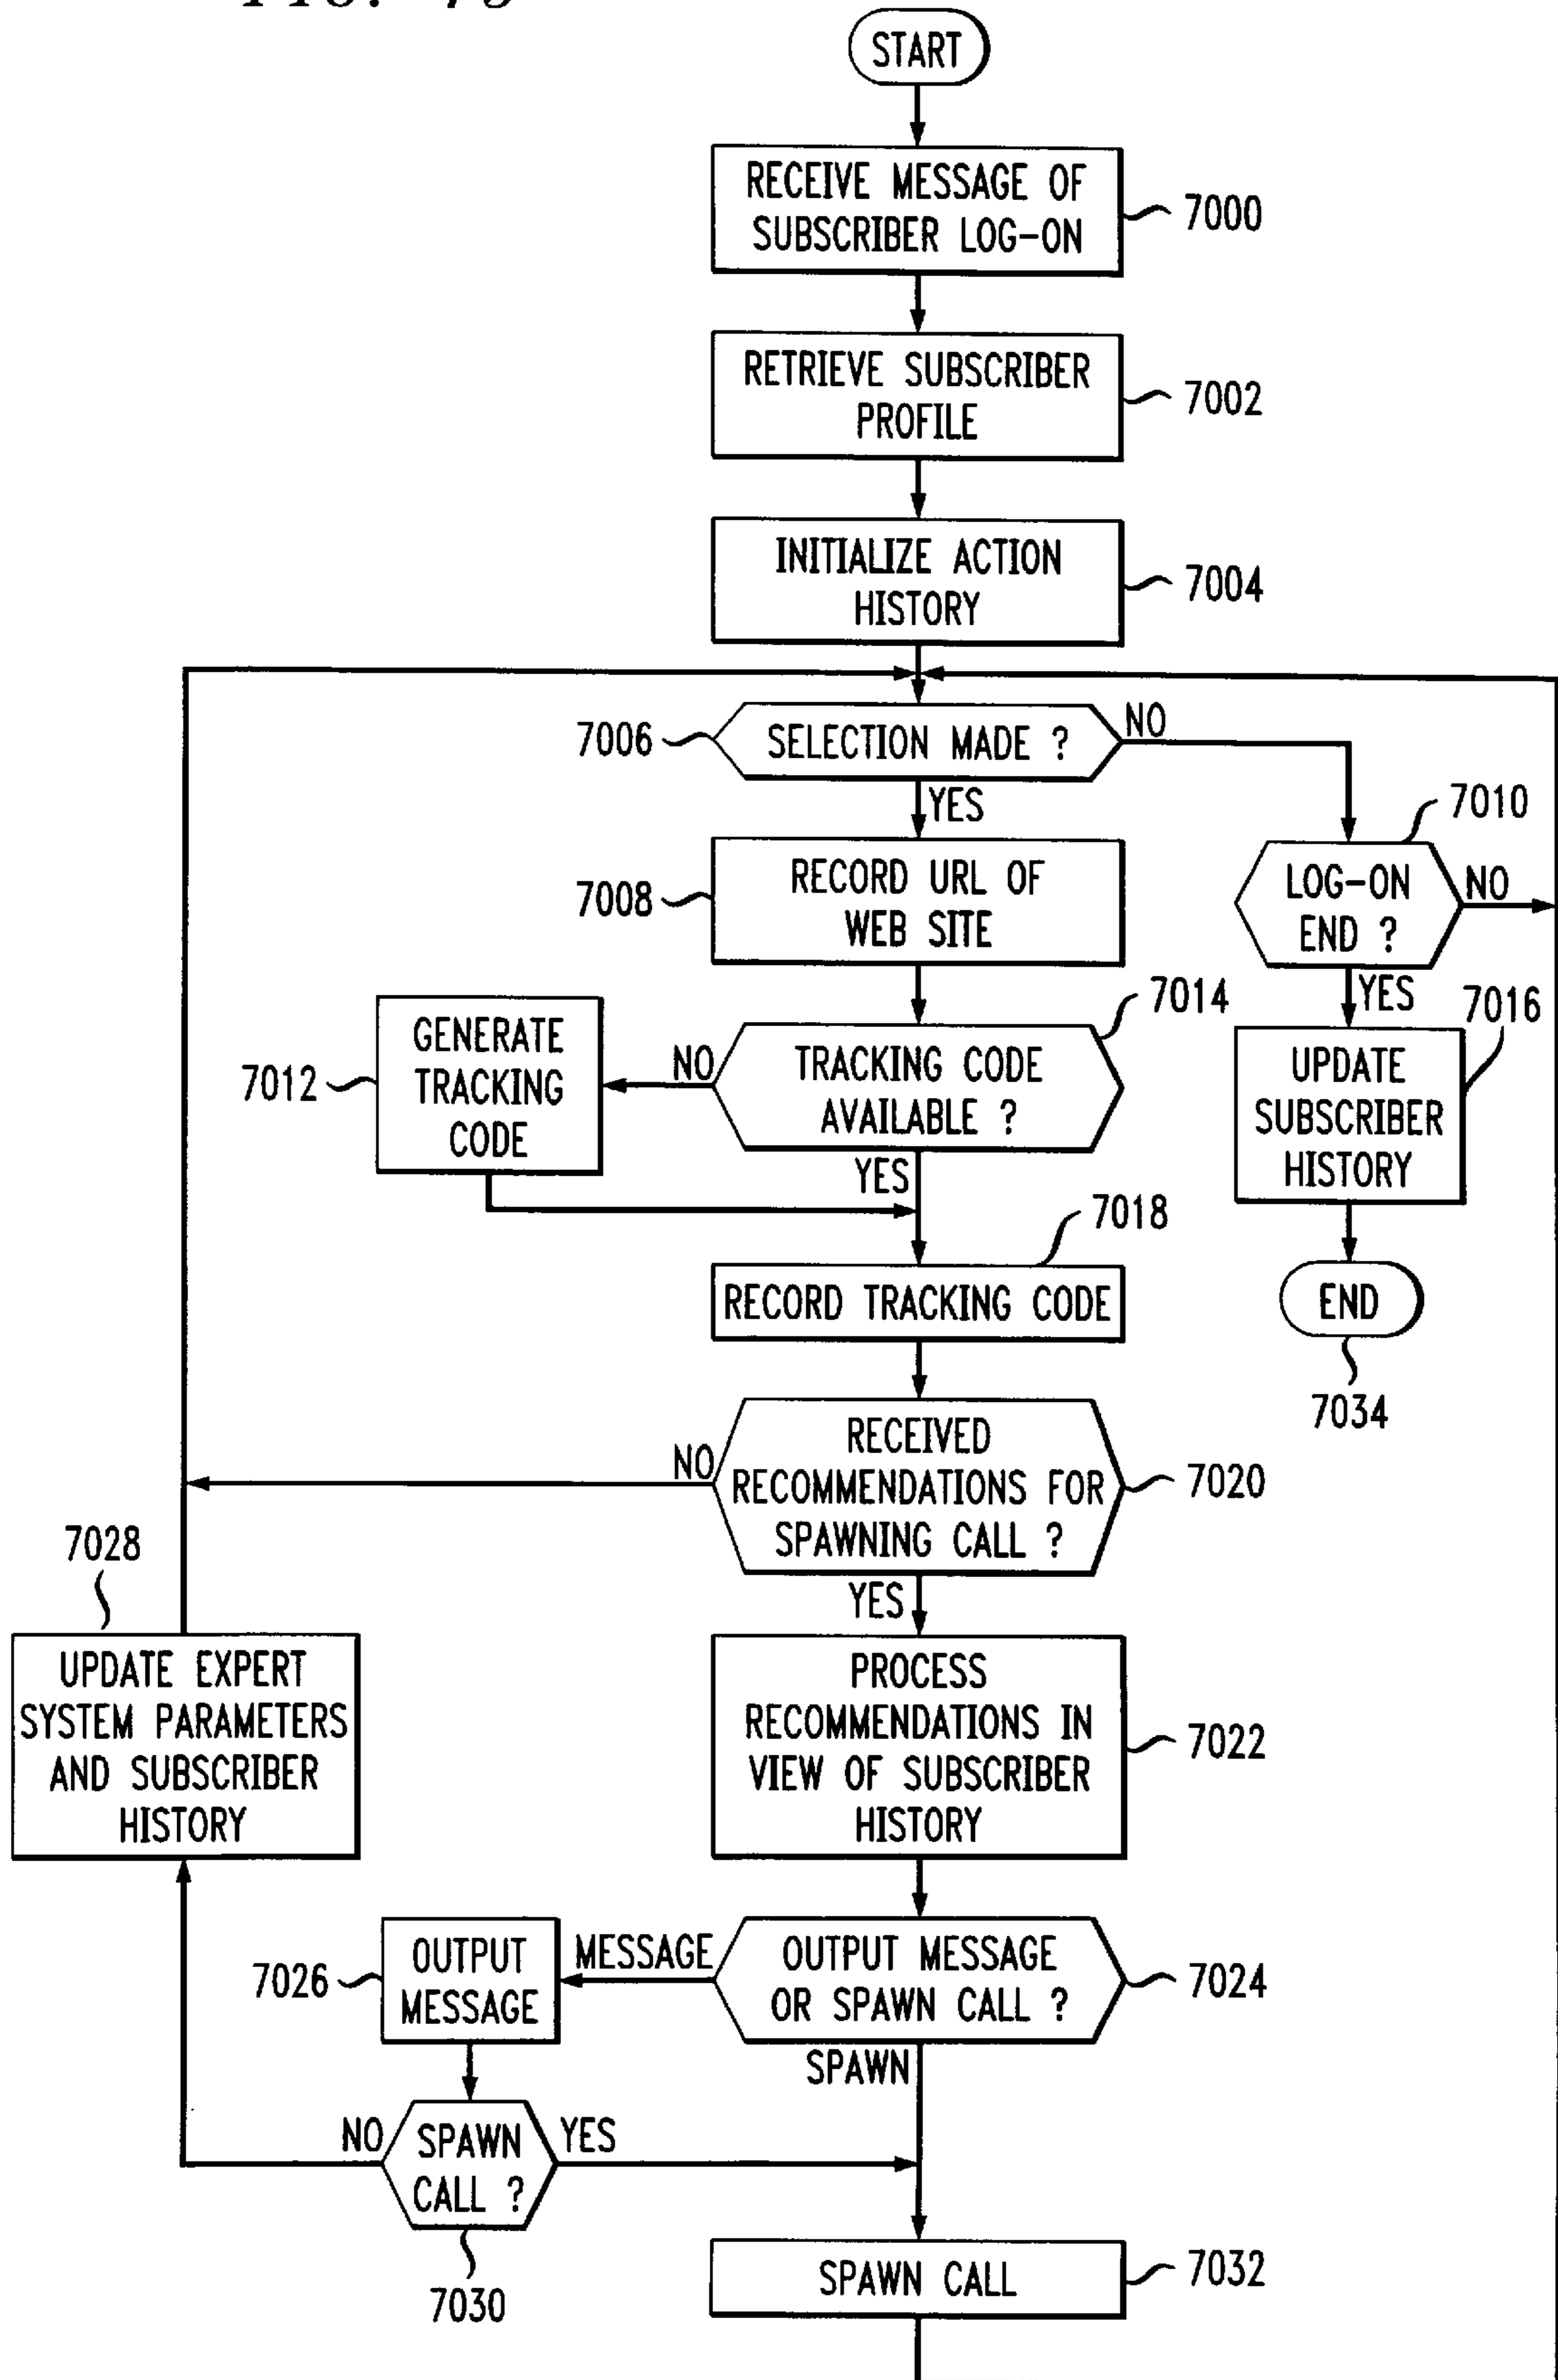 START
RECEIVE MESSAGE OF
SUBSCRIBER LOG-ON
7000
RETRIEVE SUBSCRIBER
PROFILE
7002
INITIALIZE ACTION
HISTORY
7004
7006
SELECTION MADE ?
NO
YES
7010
7008
RECORD URL OF
WEB SITE
LOG-ON
END ?
NO
YES
7014
7016
7012
GENERATE
TRACKING
CODE
NO
TRACKING CODE
AVAILABLE ?
YES
UPDATE
SUBSCRIBER
HISTORY
7018
RECORD TRACKING CODE
END
7034
NO
RECEIVED
RECOMMENDATIONS FOR
SPAWNING CALL ?
7020
YES
7028
UPDATE EXPERT
SYSTEM PARAMETERS
AND SUBSCRIBER
HISTORY
PROCESS
RECOMMENDATIONS IN
VIEW OF SUBSCRIBER
HISTORY
7022
7026
OUTPUT
MESSAGE
MESSAGE
OUTPUT MESSAGE
OR SPAWN CALL ?
7024
SPAWN
NO
SPAWN
CALL ?
YES
7030
SPAWN CALL
7032